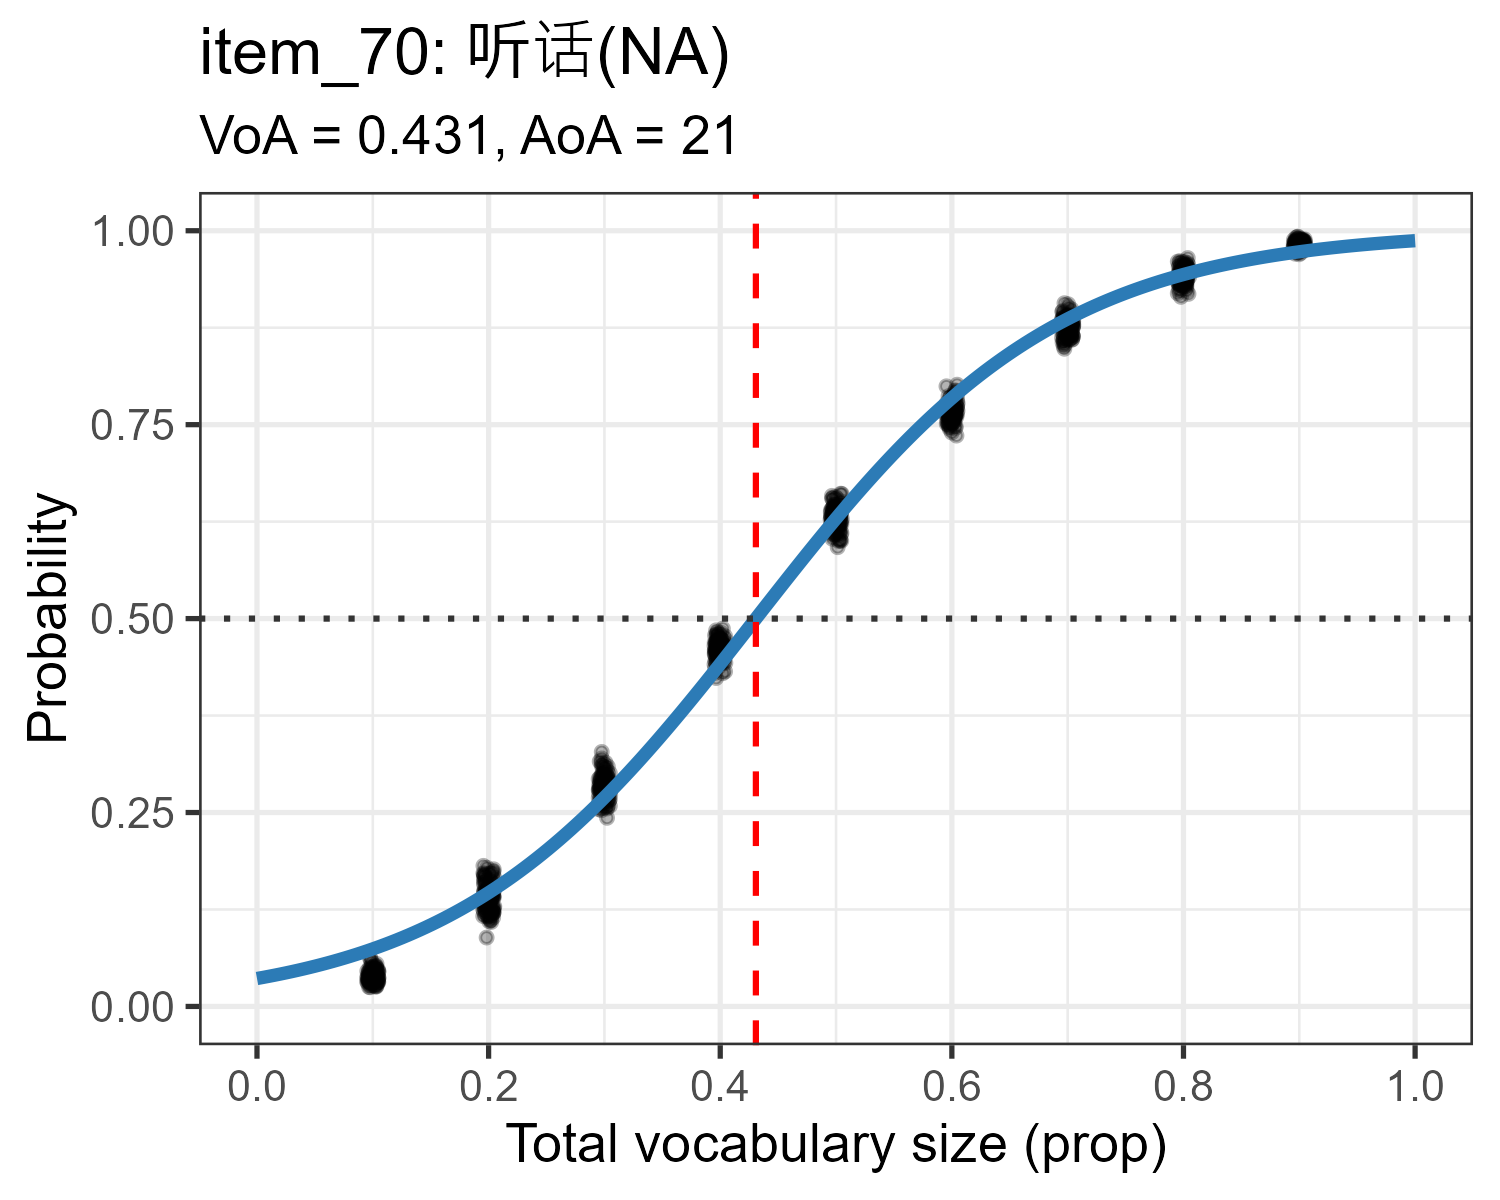 item_70: 听话(NA)
VoA = 0.431, AoA = 21
1.00
0.75
0.50
0.25
0.00
Probability
0.0 0.2 0.4 0.6 0.8 1.0
Total vocabulary size (prop)